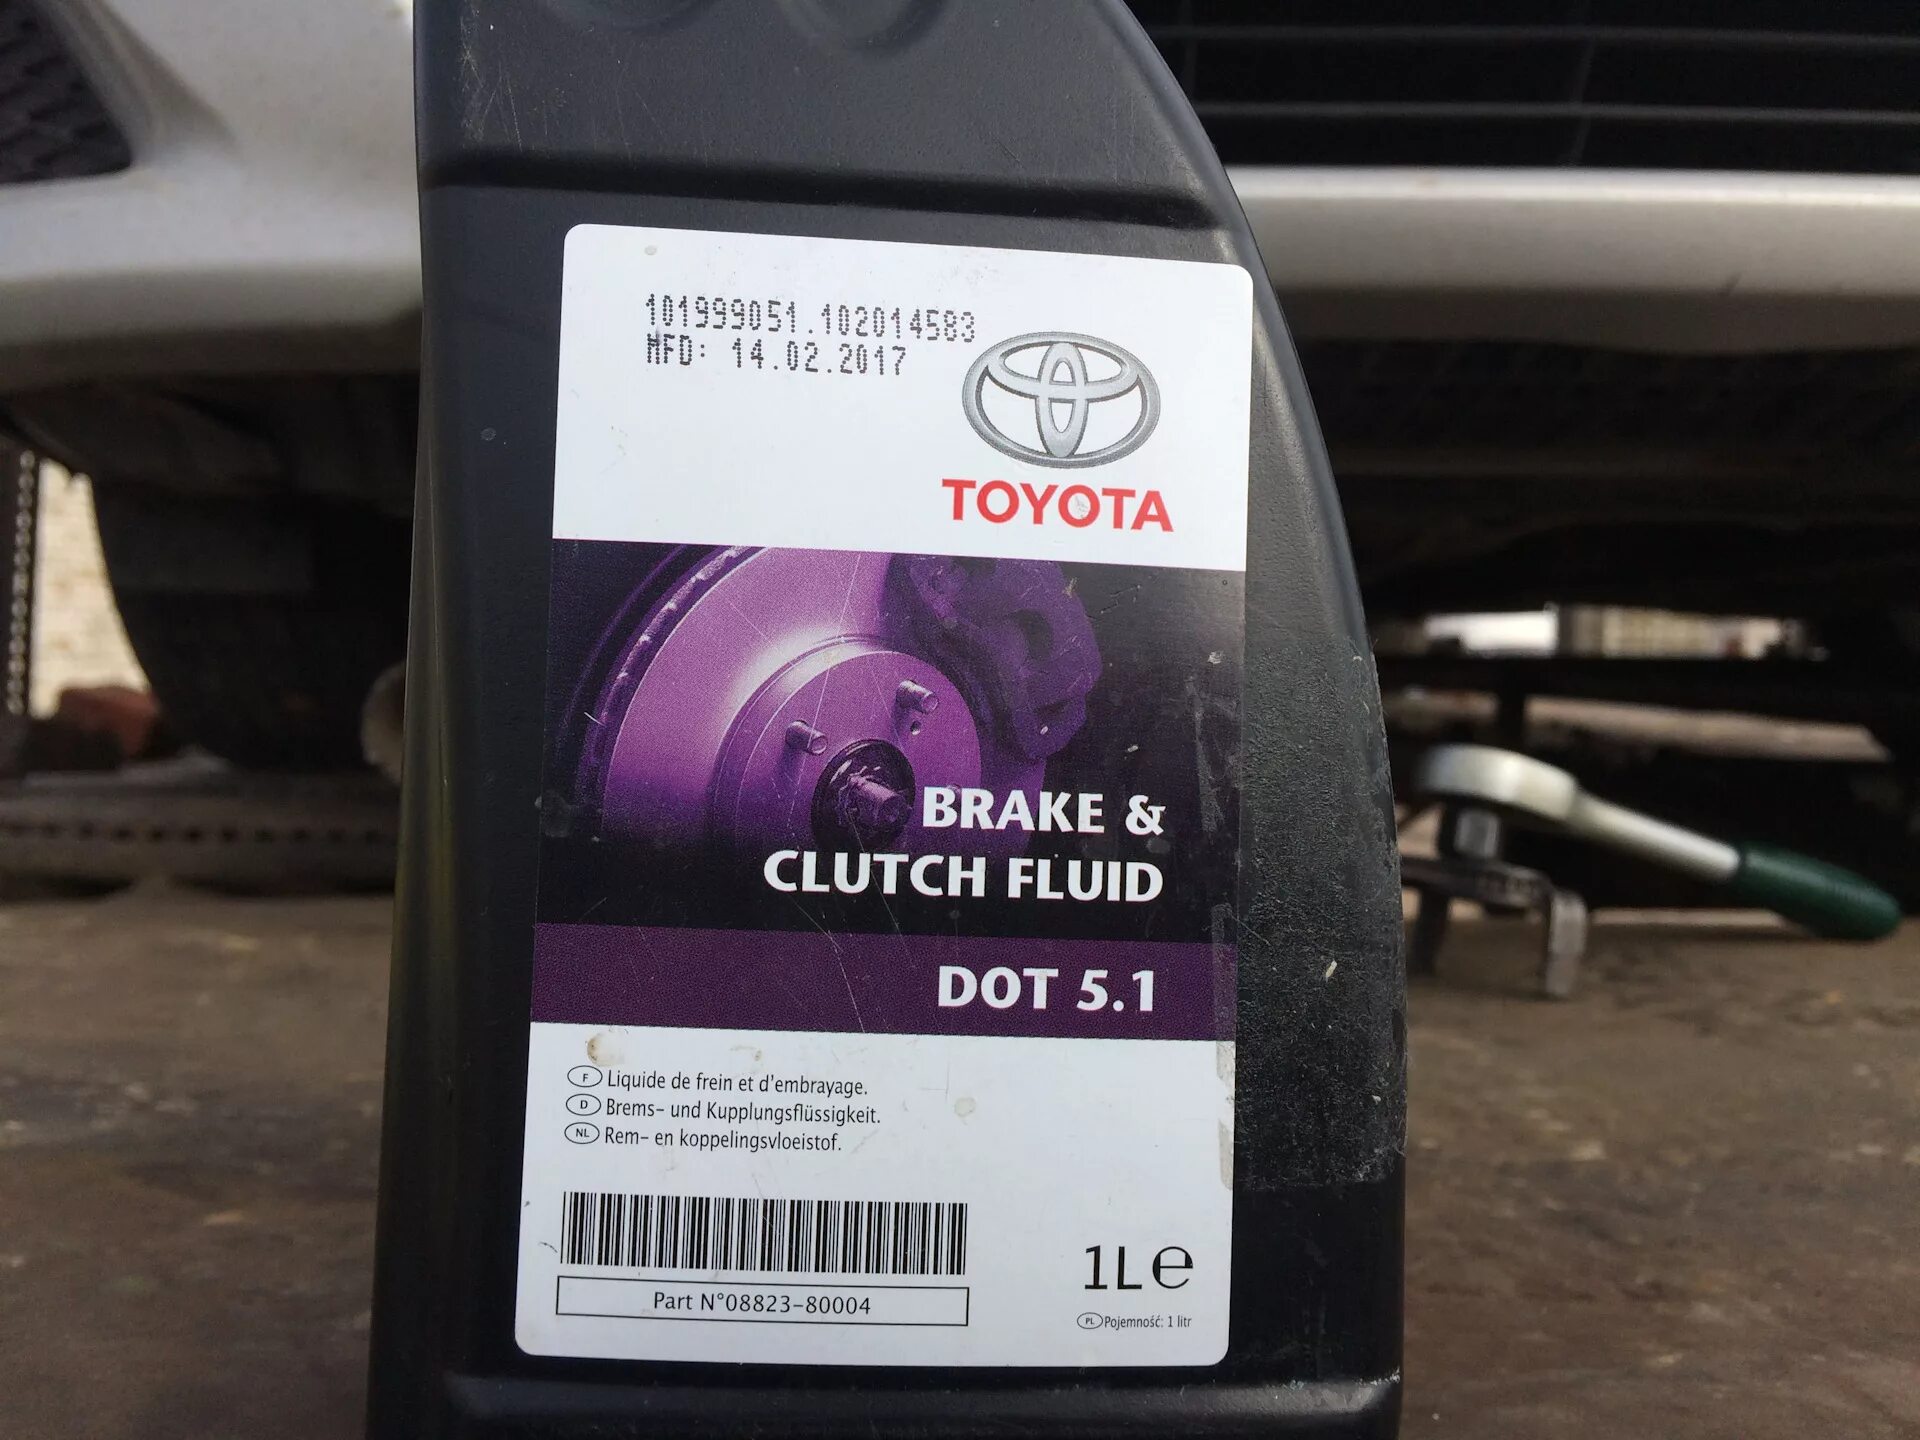 101999051.102014583
MFD: 14.02.2017
TOYOTA
BRAKE &
CLUTCH FLUID
DOT 5.1
F Liquide de frein et d'embrayage.
D Brems- und Kupplungsflüssigkeit.
NL Rem- en koppelingsvloeistof.
Part N°08823-80004
1L e
PL Pojemność: 1 litr